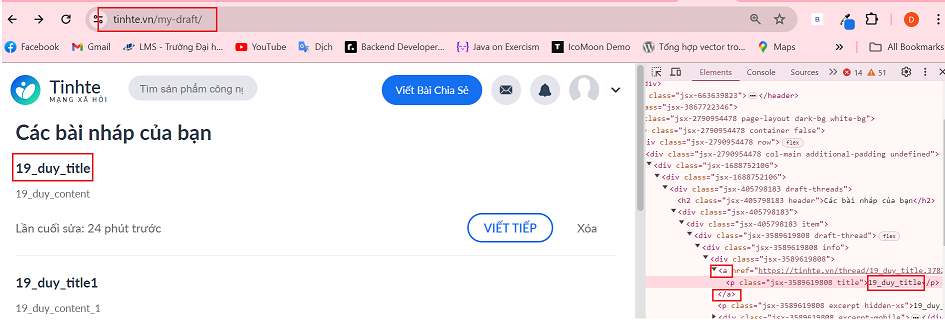 tinhte.vn/my-draft/
B
D
Facebook
Gmail
LMS - Trường Đại h...
YouTube
Dịch
Backend Developer...
Java on Exercism
IcoMoon Demo
Tổng hợp vector tro...
Maps
»
All Bookmarks
Tinhte
MẠNG XÃ HỘI
Tìm sản phẩm công ng
Viết Bài Chia Sẻ
Các bài nháp của bạn
19_duy_title
19_duy_content
Lần cuối sửa: 24 phút trước
VIẾT TIẾP
Xóa
19_duy_title1
19_duy_content_1
Elements
Console
Sources
»
14
51
div>
class="jsx-663639823">…</header>
class="jsx-3867722346">
class="jsx-2790954478 page-layout dark-bg white-bg">
class="jsx-2790954478 container false">
class="jsx-2790954478 row"> flex
<div class="jsx-2790954478 col-main additional-padding undefined">
<div class="jsx-1688752106">
<div class="jsx-1688752106">
<div class="jsx-405798183 draft-threads">
<h2 class="jsx-405798183 header">Các bài nháp của bạn</h2>
<div class="jsx-405798183">
<div class="jsx-405798183 item">
<div class="jsx-3589619808 draft-thread"> flex
<div class="jsx-3589619808 info">
<div class="jsx-3589619808">
<a href="https://tinhte.vn/thread/19_duy_title.378
<p class="jsx-3589619808 title">19_duy_title</p>
</a>
<p class="jsx-3589619808 excerpt hidden-xs">19_duy
<div class="jsx-3589619808 excerpt-mobile">…</div>